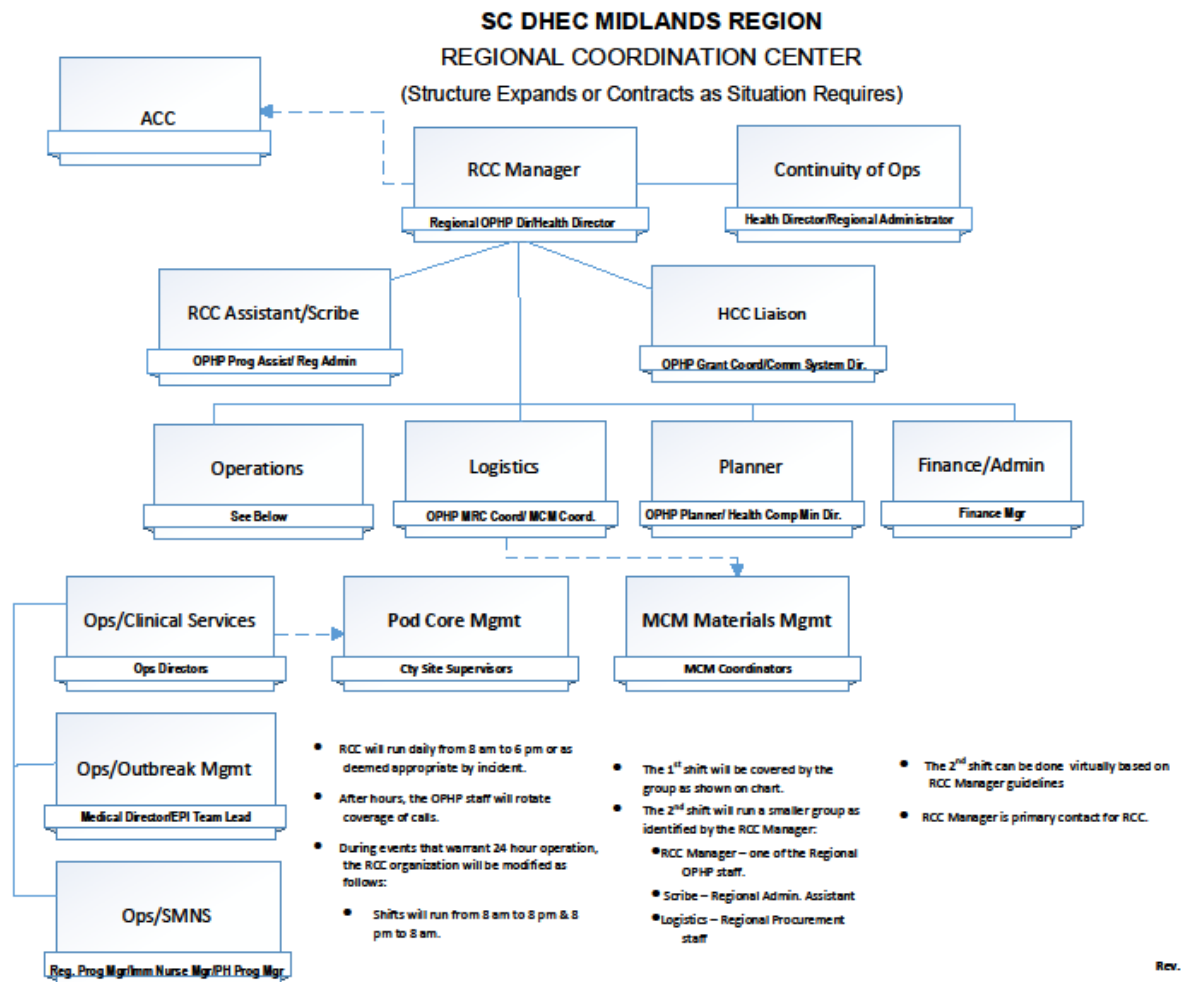 SC DHEC MIDLANDS REGION
REGIONAL COORDINATION CENTER
(Structure Expands or Contracts as Situation Requires)
ACC
RCC Manager
Regional OPHP Dir/Health Director
Continuity of Ops
Health Director/Regional Administrator
RCC Assistant/Scribe
OPHP Prog Assist/ Reg Admin
HCC Liaison
OPHP Grant Coord/Comm System Dir.
Operations
See Below
Logistics
OPHP MRC Coord/ MCM Coord.
Planner
OPHP Planner/ Health Comp Min Dir.
Finance/Admin
Finance Mgr
Ops/Clinical Services
Ops Directors
Pod Core Mgmt
Cty Site Supervisors
MCM Materials Mgmt
MCM Coordinators
Ops/Outbreak Mgmt
Medical Director/EPI Team Lead
Ops/SMNS
Reg. Prog Mgr/Imm Nurse Mgr/PH Prog Mgr
• RCC will run daily from 8 am to 6 pm or as
deemed appropriate by incident.
• After hours, the OPHP staff will rotate
coverage of calls.
• During events that warrant 24 hour operation,
the RCC organization will be modified as
follows:
• Shifts will run from 8 am to 8 pm & 8
pm to 8 am.
• The 1st shift will be covered by the
group as shown on chart.
• The 2nd shift will run a smaller group as
identified by the RCC Manager:
•RCC Manager – one of the Regional
OPHP staff.
• Scribe – Regional Admin. Assistant
•Logistics – Regional Procurement
staff
• The 2nd shift can be done virtually based on
RCC Manager guidelines
• RCC Manager is primary contact for RCC.
Rev.